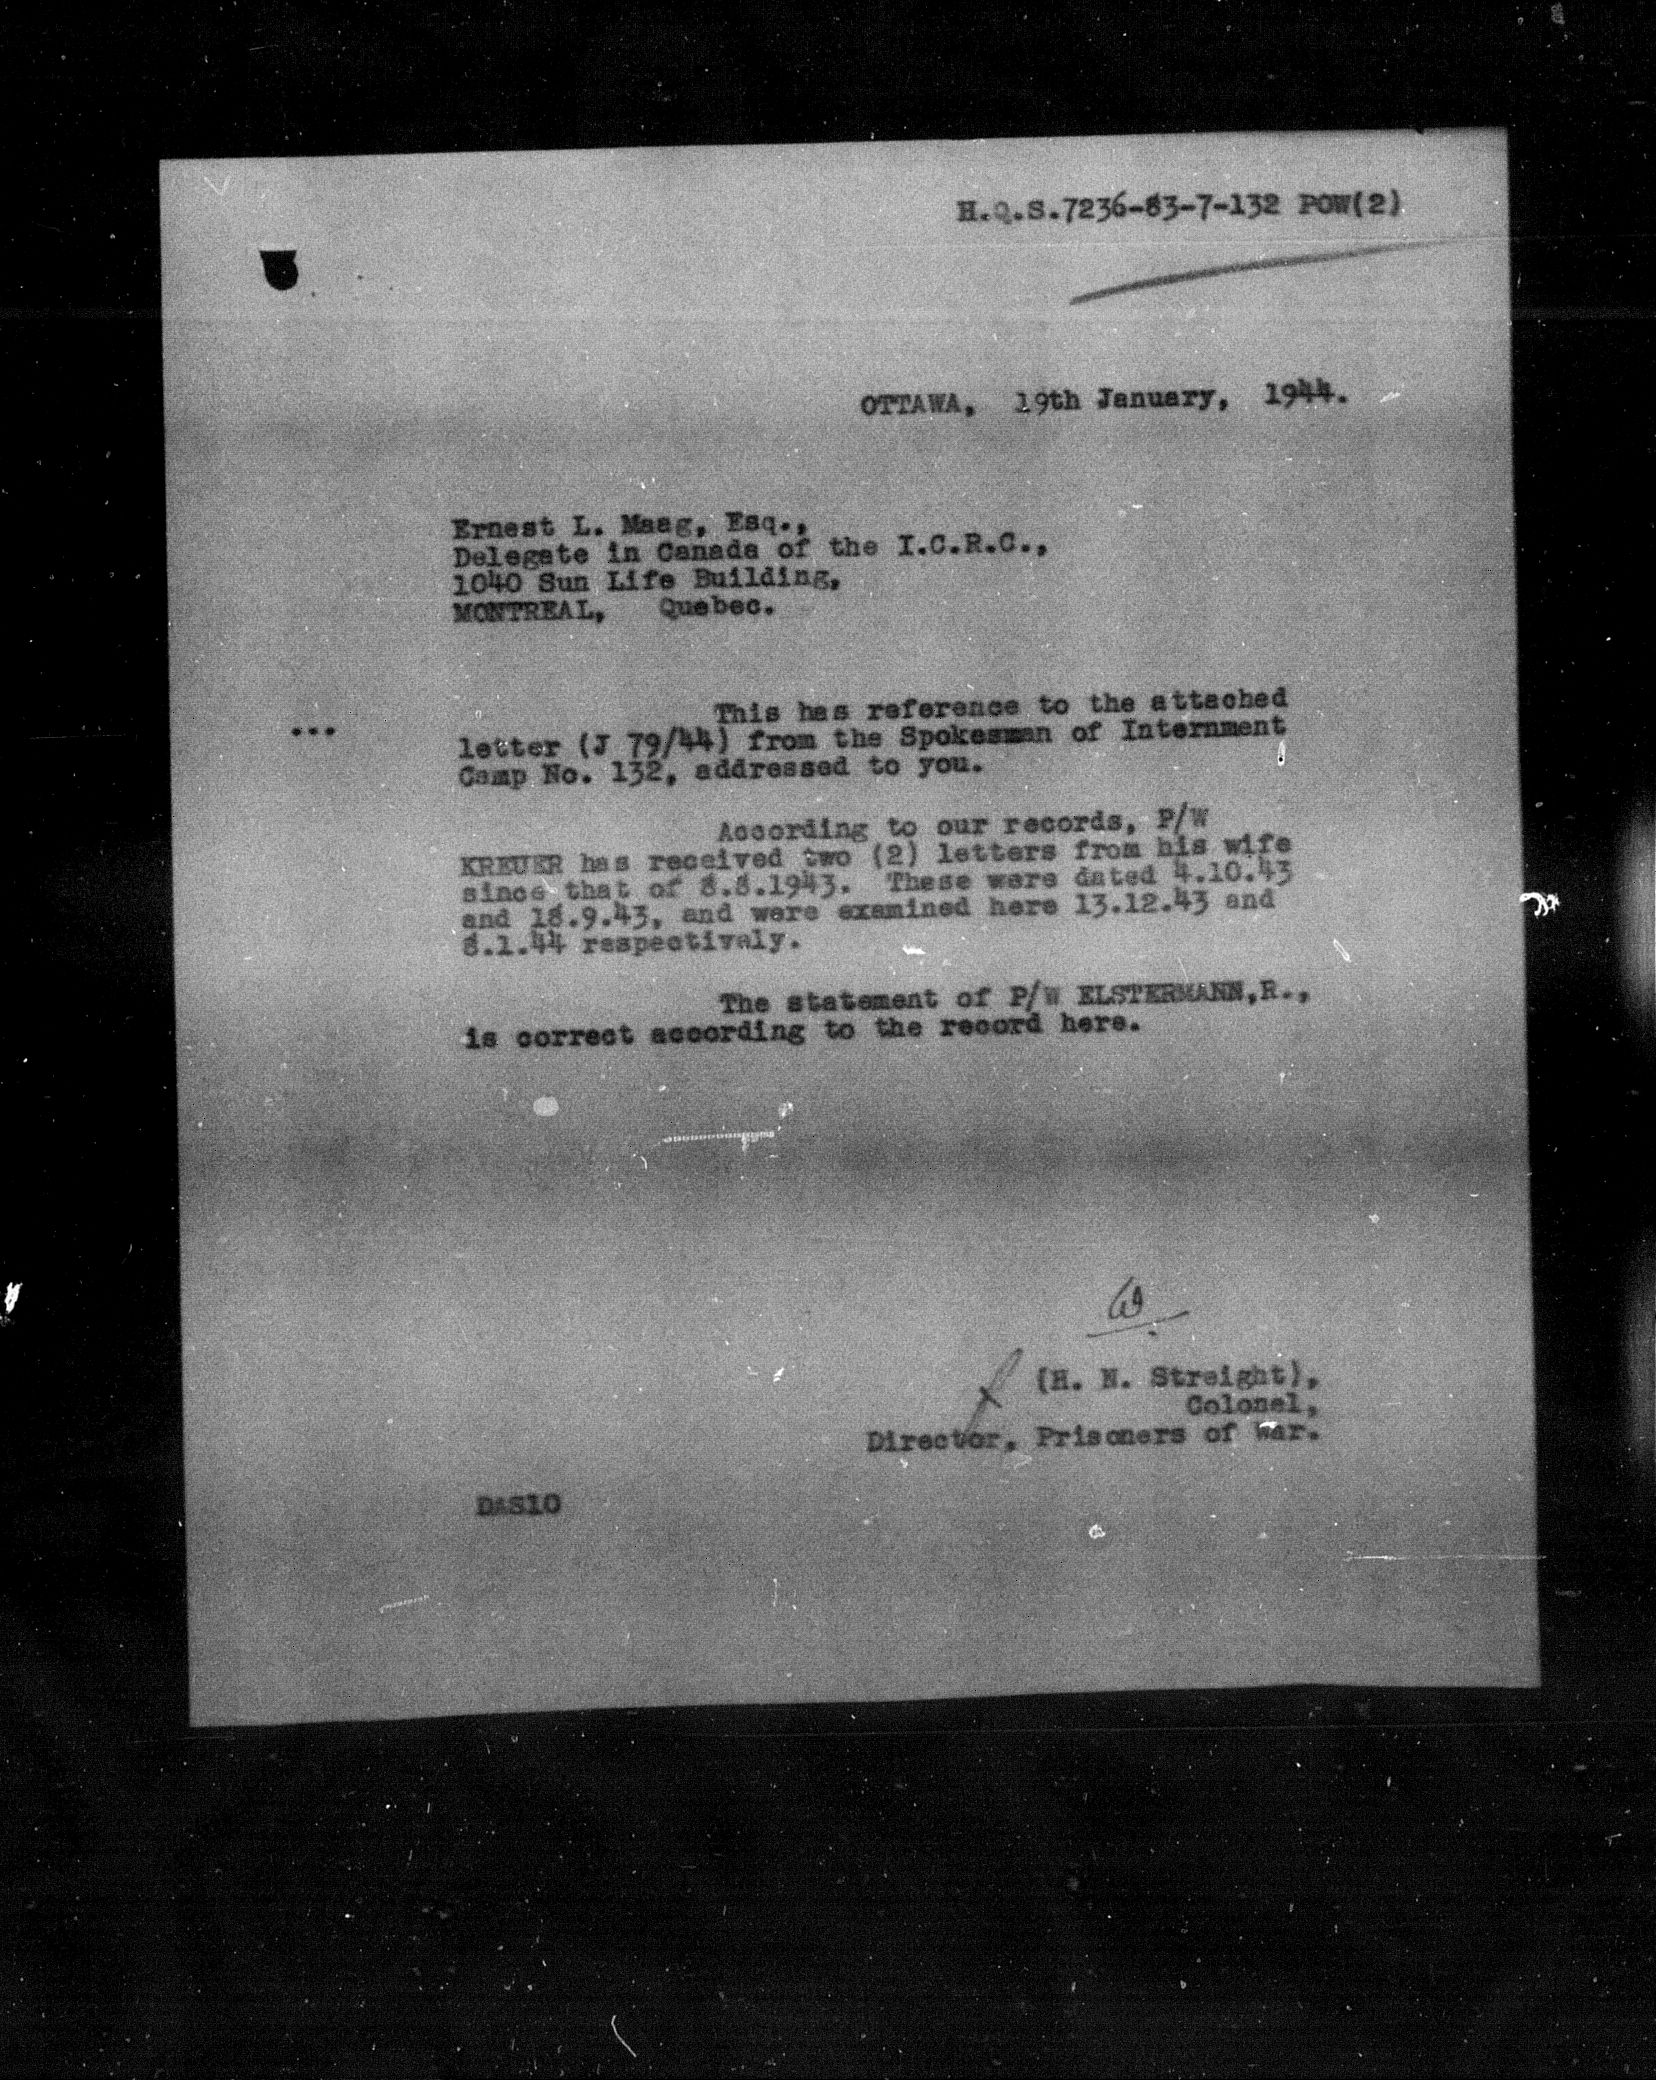 H.Q.S.7236-83-7-132 POW(2)
OTTAWA, 19th January, 1944.
Ernest L. Maag, Esq.,
Delegate in Canada of the I.C.R.C.,
1040 Sun Life Building,
MONTREAL, Quebec.
This has reference to the attached
... letter (J 79/44) from the Spokesman of Internment
Camp No. 132, addressed to you.
According to our records, P/W
KREUER has received two (2) letters from his wife
since that of 8.8.1943. These were dated 4.10.43
and 18.9.43, and were examined here 13.12.43 and
8.1.44 respectively.
The statement of P/W ELSTERMANN,R.,
is correct according to the record here.
(H. N. Streight),
Colonel,
Director, Prisoners of War.
DAS10